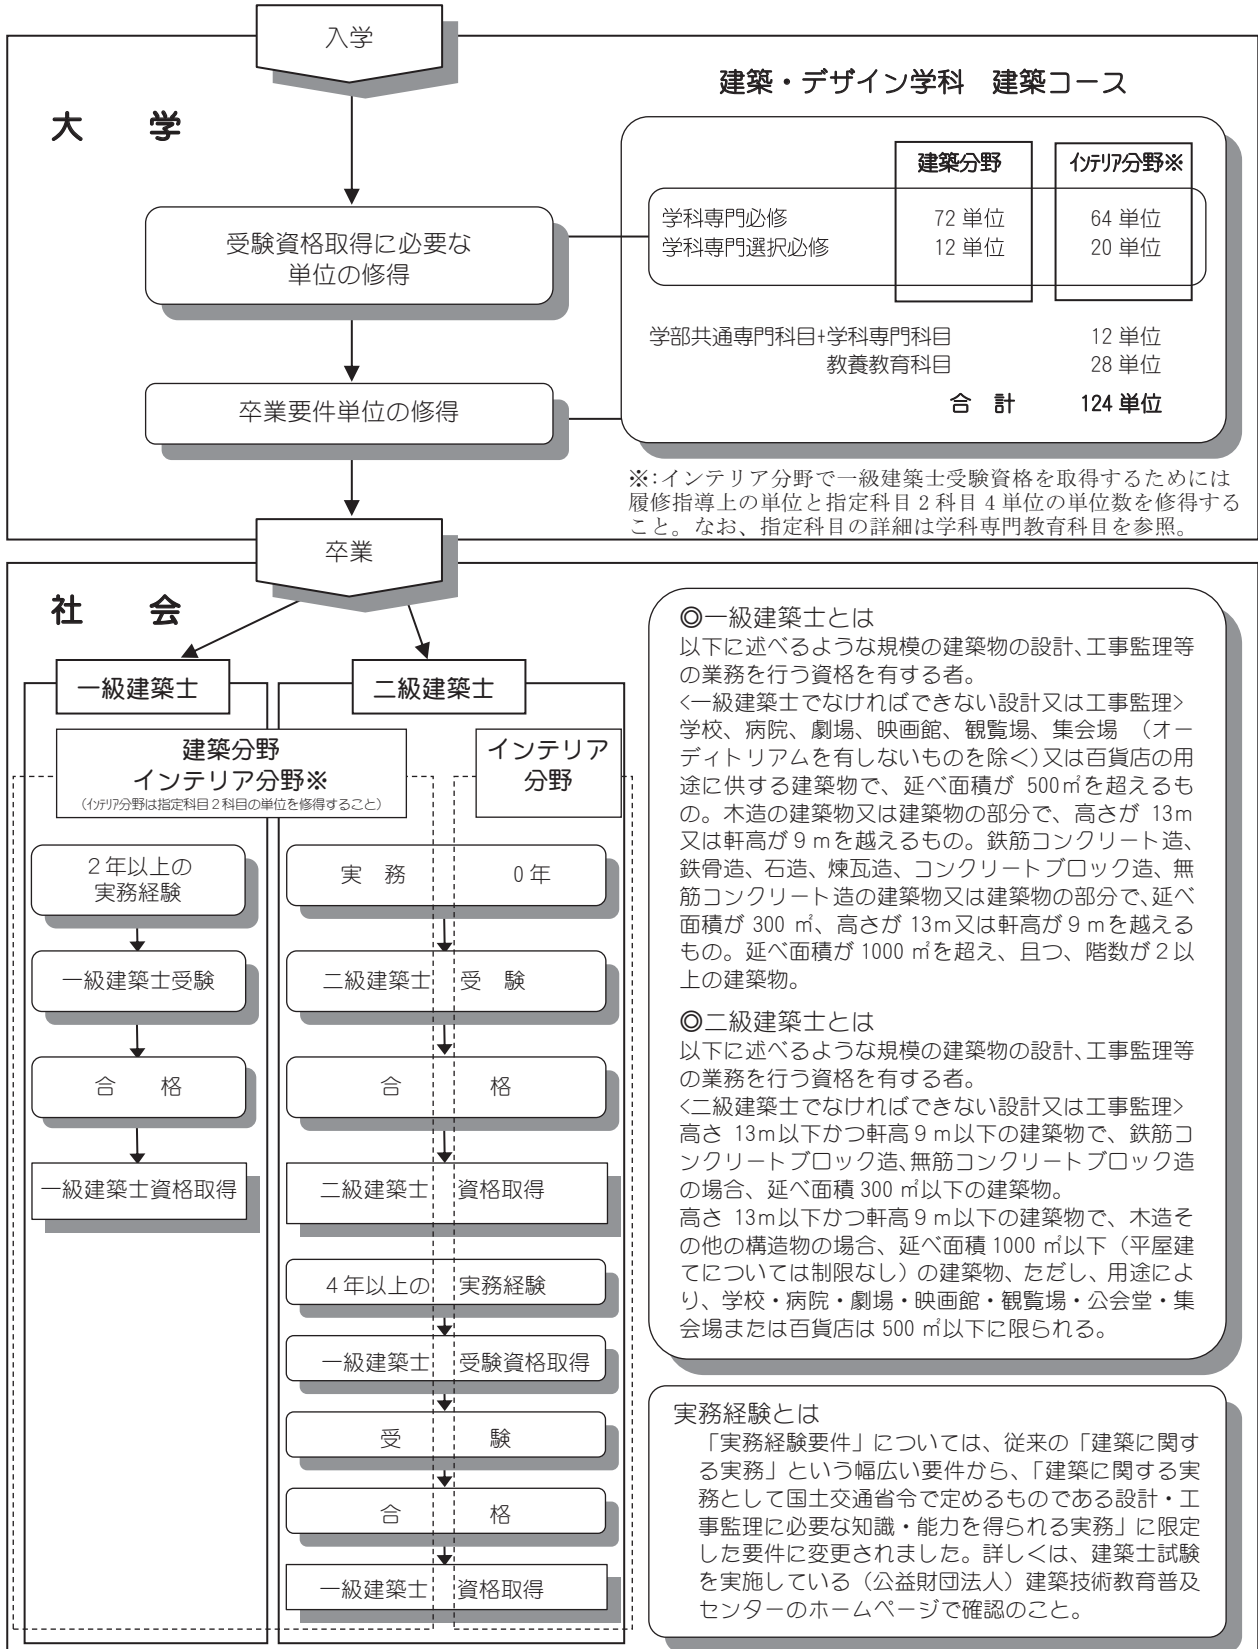 入学
大　学
建築・デザイン学科　建築コース
建築分野
インテリア分野※
学科専門必修　72 単位　64 単位
学科専門選択必修　12 単位　20 単位
学部共通専門科目+学科専門科目　12 単位
教養教育科目　28 単位
合　計　124 単位
受験資格取得に必要な
単位の修得
卒業要件単位の修得
※:インテリア分野で一級建築士受験資格を取得するためには
履修指導上の単位と指定科目２科目４単位の単位数を修得する
こと。なお、指定科目の詳細は学科専門教育科目を参照。
卒業
社　会
一級建築士
二級建築士
建築分野
インテリア分野※
(インテリア分野は指定科目２科目の単位を修得すること)
インテリア
分野
２年以上の
実務経験
一級建築士受験
合　格
一級建築士資格取得
実　務　０年
二級建築士　受　験
合　格
二級建築士　資格取得
４年以上の　実務経験
一級建築士　受験資格取得
受　験
合　格
一級建築士　資格取得
◎一級建築士とは
以下に述べるような規模の建築物の設計、工事監理等
の業務を行う資格を有する者。
<一級建築士でなければできない設計又は工事監理>
学校、病院、劇場、映画館、観覧場、集会場　（オー
ディトリアムを有しないものを除く）又は百貨店の用
途に供する建築物で、延べ面積が 500㎡を超えるも
の。木造の建築物又は建築物の部分で、高さが 13m
又は軒高が９ｍを越えるもの。鉄筋コンクリート造、
鉄骨造、石造、煉瓦造、コンクリートブロック造、無
筋コンクリート造の建築物又は建築物の部分で、延べ
面積が 300 ㎡、高さが 13m又は軒高が９ｍを越える
もの。延べ面積が 1000 ㎡を超え、且つ、階数が２以
上の建築物。
◎二級建築士とは
以下に述べるような規模の建築物の設計、工事監理等
の業務を行う資格を有する者。
<二級建築士でなければできない設計又は工事監理>
高さ 13m以下かつ軒高９ｍ以下の建築物で、鉄筋コ
ンクリートブロック造、無筋コンクリートブロック造
の場合、延べ面積 300 ㎡以下の建築物。
高さ 13m以下かつ軒高９ｍ以下の建築物で、木造そ
の他の構造物の場合、延べ面積 1000 ㎡以下（平屋建
てについては制限なし）の建築物、ただし、用途によ
り、学校・病院・劇場・映画館・観覧場・公会堂・集
会場または百貨店は 500 ㎡以下に限られる。
実務経験とは
「実務経験要件」については、従来の「建築に関す
る実務」という幅広い要件から、「建築に関する実
務として国土交通省令で定めるものである設計・工
事監理に必要な知識・能力を得られる実務」に限定
した要件に変更されました。詳しくは、建築士試験
を実施している（公益財団法人）建築技術教育普及
センターのホームページで確認のこと。